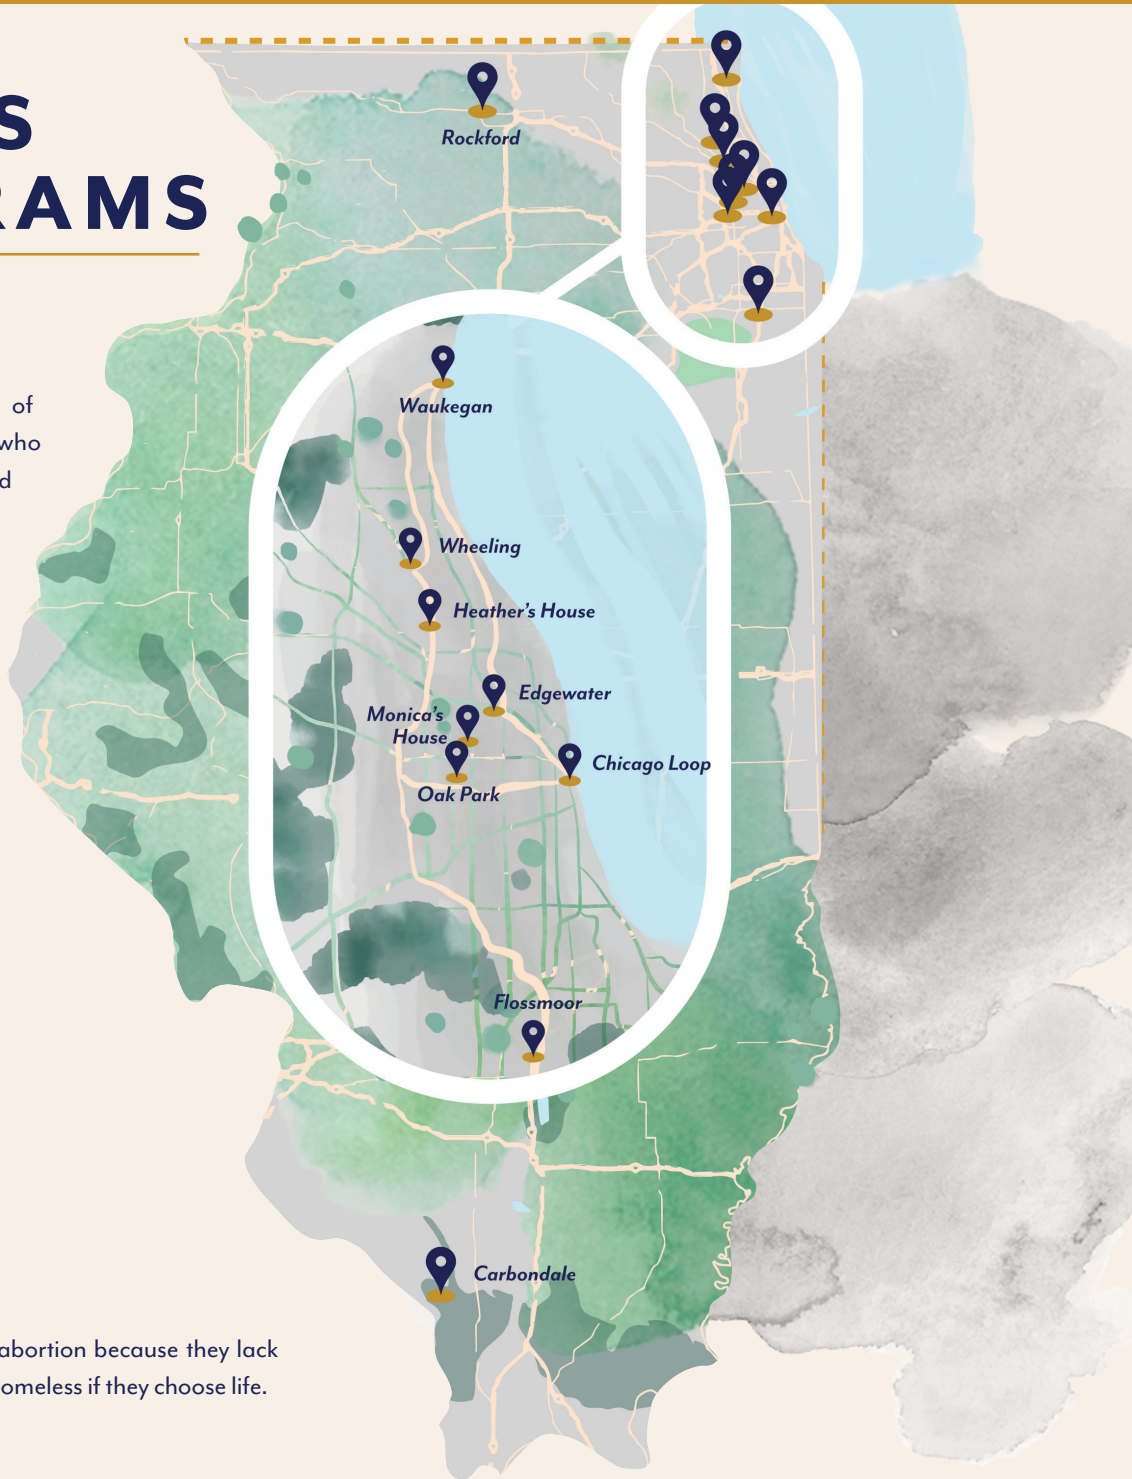 S
RAMS
of
who
d
Rockford
Waukegan
Wheeling
Heather's House
Edgewater
Monica's
House
Chicago Loop
Oak Park
Flossmoor
Carbondale
abortion because they lack
omeless if they choose life.